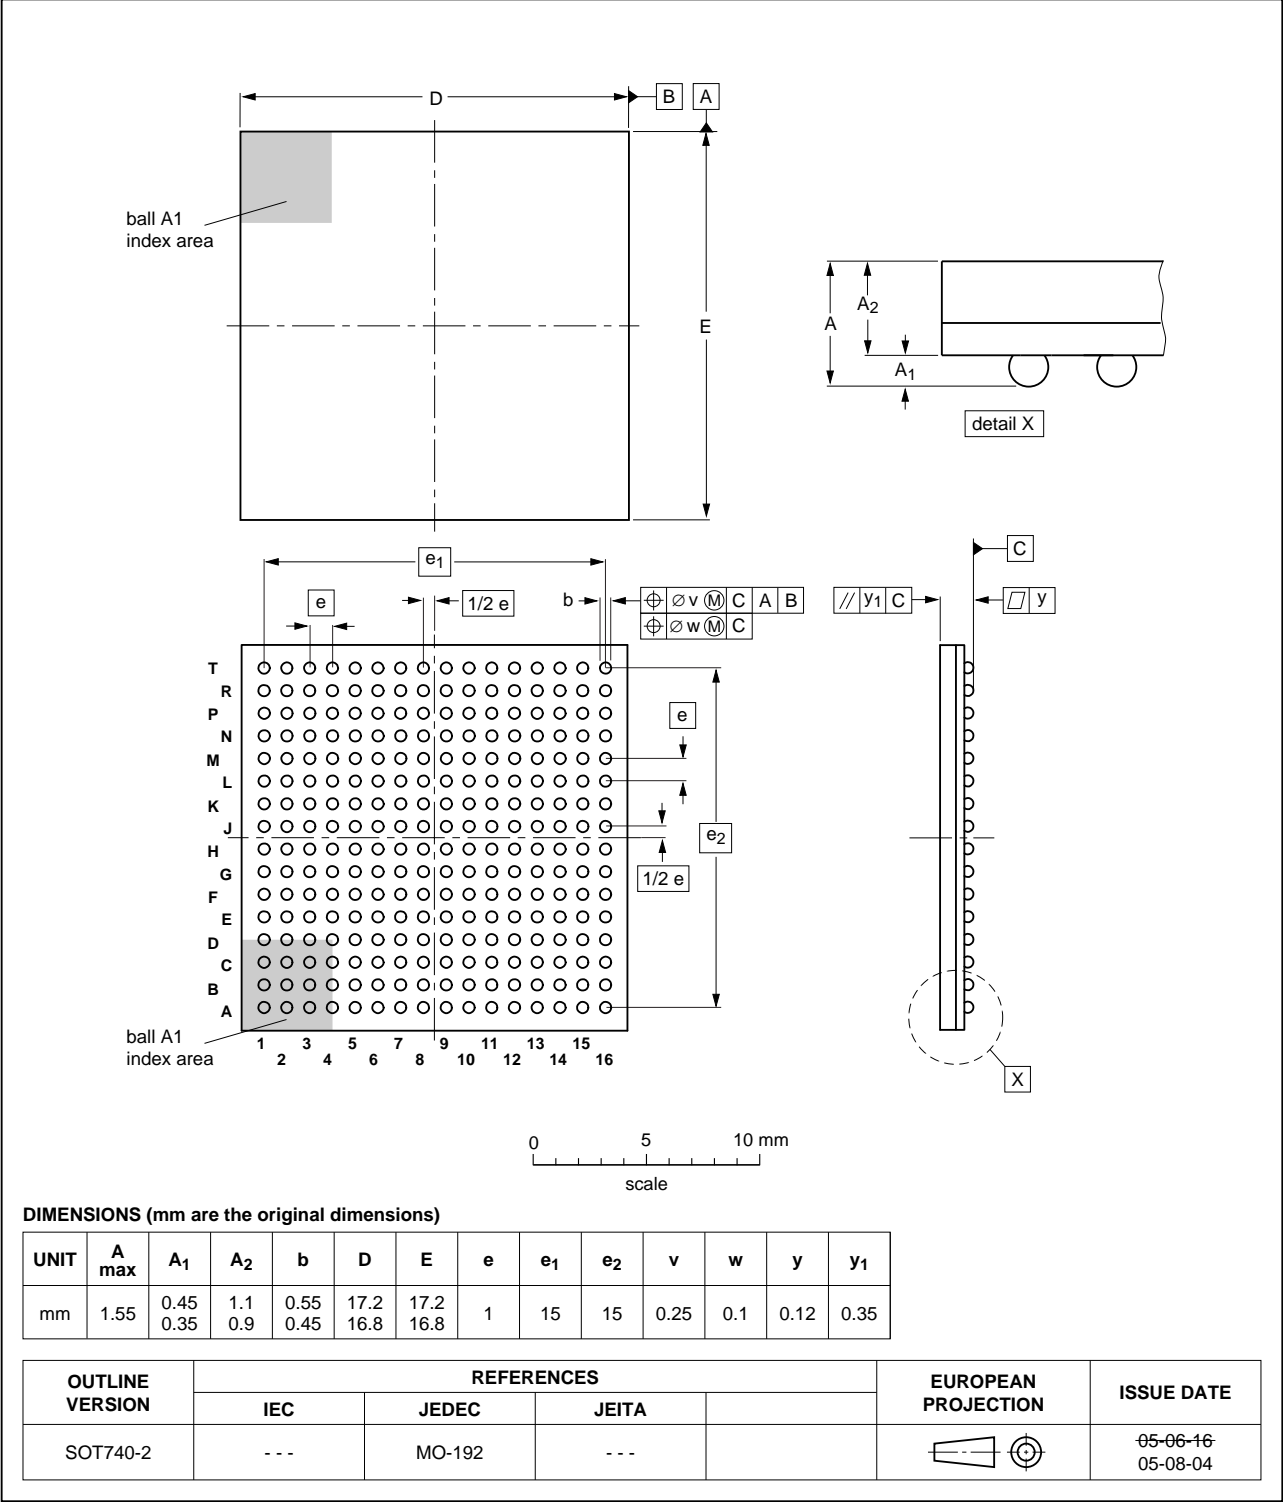 D
B
A
ball A1
index area
E
A
A2
A1
detail X
e1
e
1/2 e
b
⌀ v Ⓜ C A B
⌀ w Ⓜ C
// y1 C
C
▱ y
T
R
P
N
M
L
K
J
H
G
F
E
D
C
B
A
e
e2
1/2 e
ball A1
index area
1 3 5 7 9 11 13 15
2 4 6 8 10 12 14 16
X
0 5 10 mm
scale
DIMENSIONS (mm are the original dimensions)
UNIT A max A1 A2 b D E e e1 e2 v w y y1
mm 1.55 0.45 0.35 1.1 0.9 0.55 0.45 17.2 16.8 17.2 16.8 1 15 15 0.25 0.1 0.12 0.35
OUTLINE VERSION REFERENCES EUROPEAN PROJECTION ISSUE DATE
IEC JEDEC JEITA
SOT740-2 - - - MO-192 - - - 05-06-16
05-08-04